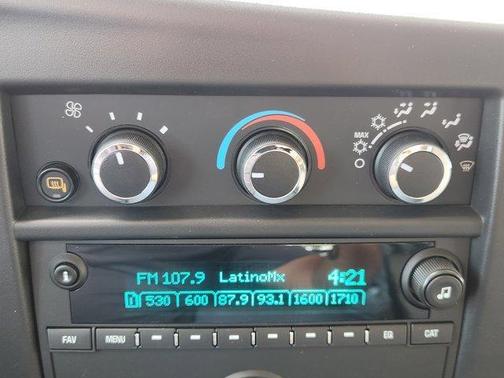 MAX
FM 107.9 LatinoMx 4:21
1 530 600 87.9 93.1 1600 1710
FAV MENU EQ CAT